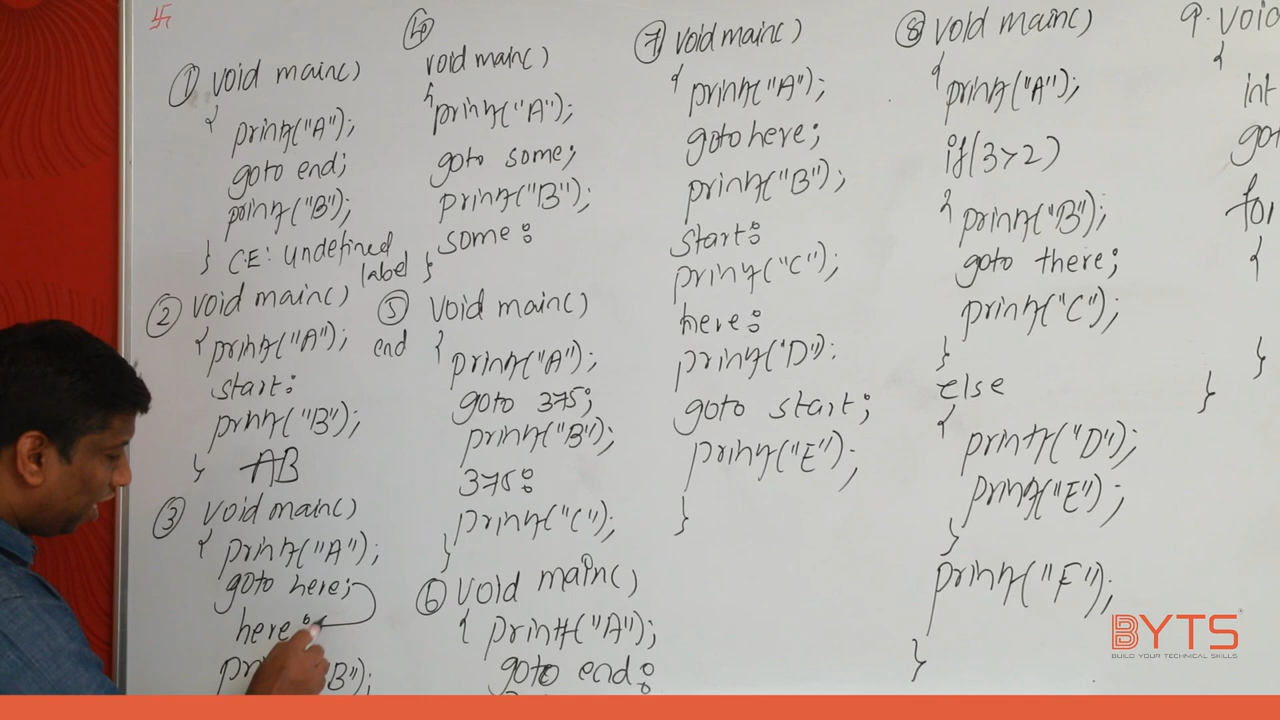 ① void main()
{
printf("A");
goto end;
printf("B");
} C.E: undefined
label
② void main()
{ printf("A");
start:
printf("B");
} AB
③ void main()
{ printf("A");
goto here;
here:
"B");
④
void main()
{ printf("A");
goto some;
printf("B");
some:
}
⑤ void main()
end {
printf("A");
goto 375;
printf("B");
375:
printf("C");
}
⑥ void main()
{ printf("A");
goto end:
⑦ void main()
{ printf("A");
goto here;
printf("B");
start:
printf("C");
here:
printf("D");
goto start;
printf("E");
}
⑧ void main()
{ printf("A");
if(3>2)
{ printf("B");
goto there;
printf("C");
}
else
{
printf("D");
printf("E");
}
printf("F");
}
9. void
{
int
{
}
}
BYTS
BUILD YOUR TECHNICAL SKILLS